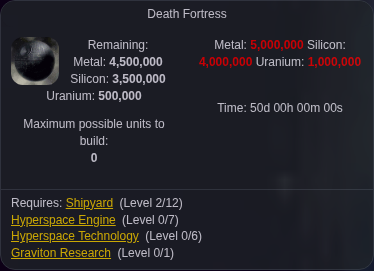 Death Fortress
Remaining:
Metal: 4,500,000
Silicon: 3,500,000
Uranium: 500,000
Maximum possible units to
build:
0
Metal: 5,000,000 Silicon:
4,000,000 Uranium: 1,000,000
Time: 50d 00h 00m 00s
Requires: Shipyard (Level 2/12)
Hyperspace Engine (Level 0/7)
Hyperspace Technology (Level 0/6)
Graviton Research (Level 0/1)